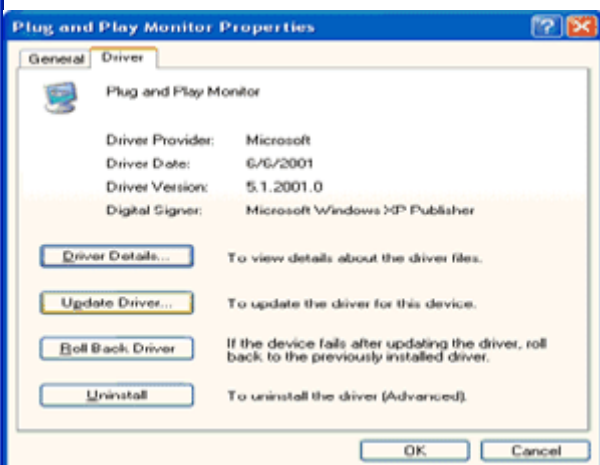 Plug and Play Monitor Properties
General Driver
Plug and Play Monitor
Driver Provider: Microsoft
Driver Date: 6/6/2001
Driver Version: 5.1.2001.0
Digital Signer: Microsoft Windows XP Publisher
Driver Details... To view details about the driver files.
Update Driver... To update the driver for this device.
Roll Back Driver If the device fails after updating the driver, roll
back to the previously installed driver.
Uninstall To uninstall the driver (Advanced).
OK Cancel